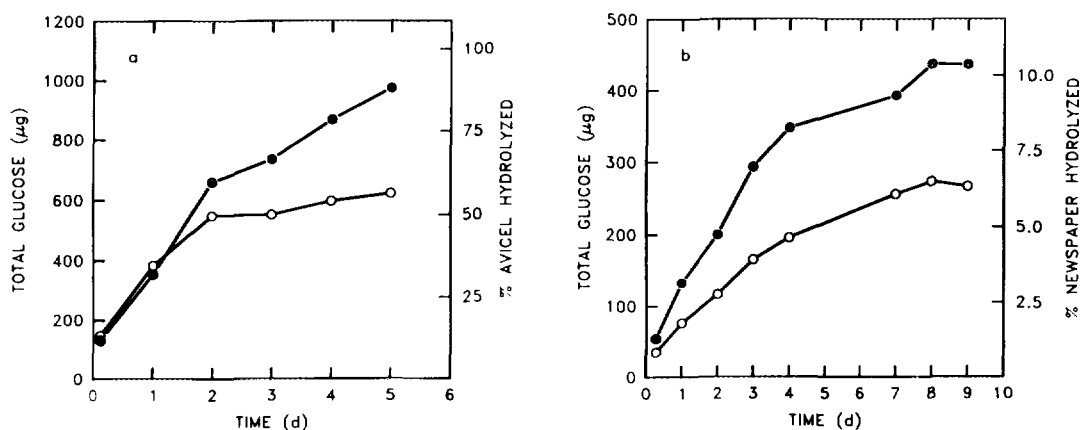 a
1200
1000
800
600
400
200
0
TOTAL GLUCOSE (µg)
100
75
50
25
% AVICEL HYDROLYZED
0 1 2 3 4 5 6
TIME (d)
b
500
400
300
200
100
0
TOTAL GLUCOSE (µg)
10.0
7.5
5.0
2.5
% NEWSPAPER HYDROLYZED
0 1 2 3 4 5 6 7 8 9 10
TIME (d)